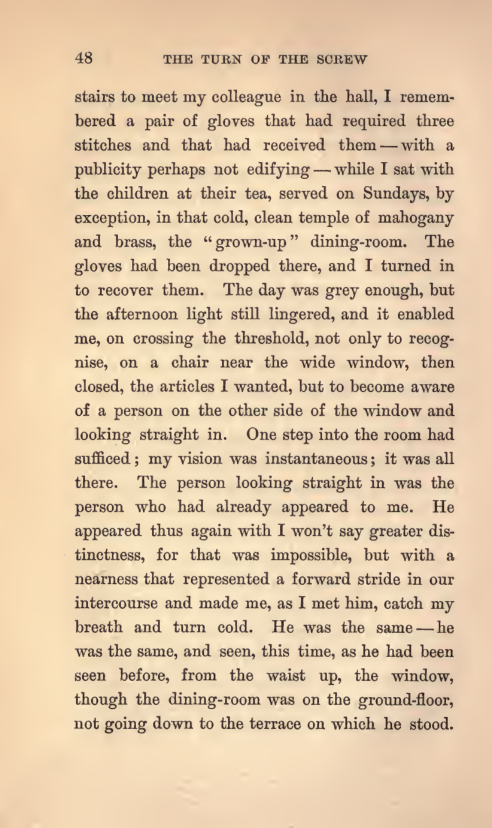 48 THE TURN OF THE SCREW
stairs to meet my colleague in the hall, I remem-
bered a pair of gloves that had required three
stitches and that had received them — with a
publicity perhaps not edifying — while I sat with
the children at their tea, served on Sundays, by
exception, in that cold, clean temple of mahogany
and brass, the “grown-up” dining-room. The
gloves had been dropped there, and I turned in
to recover them. The day was grey enough, but
the afternoon light still lingered, and it enabled
me, on crossing the threshold, not only to recog-
nise, on a chair near the wide window, then
closed, the articles I wanted, but to become aware
of a person on the other side of the window and
looking straight in. One step into the room had
sufficed; my vision was instantaneous; it was all
there. The person looking straight in was the
person who had already appeared to me. He
appeared thus again with I won’t say greater dis-
tinctness, for that was impossible, but with a
nearness that represented a forward stride in our
intercourse and made me, as I met him, catch my
breath and turn cold. He was the same — he
was the same, and seen, this time, as he had been
seen before, from the waist up, the window,
though the dining-room was on the ground-floor,
not going down to the terrace on which he stood.